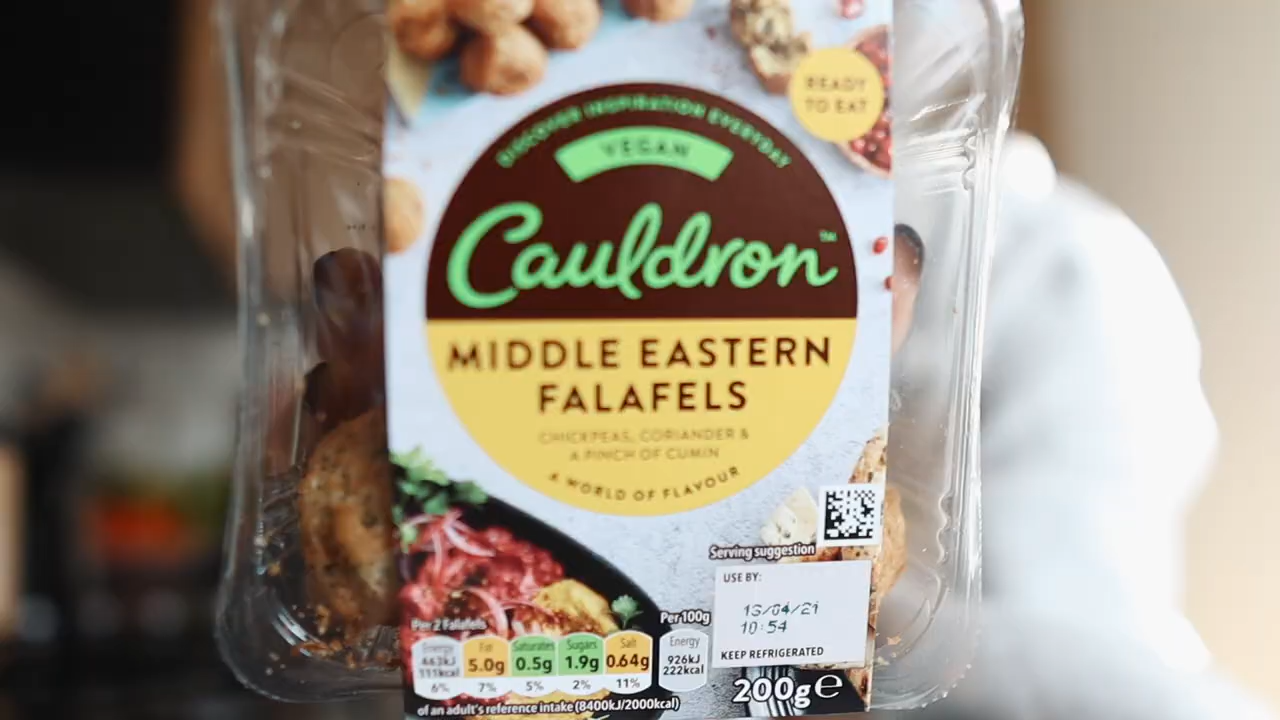 READY
TO EAT
DISCOVER INSPIRATION EVERYDAY
VEGAN
Cauldron™
MIDDLE EASTERN
FALAFELS
CHICKPEAS, CORIANDER &
A PINCH OF CUMIN
A WORLD OF FLAVOUR
Serving suggestion
USE BY:
13/04/21
10:54
KEEP REFRIGERATED
Per 2 Falafels
Per 100g
Energy Fat Saturates Sugars Salt Energy
463kJ 111kcal 5.0g 0.5g 1.9g 0.64g 926kJ 222kcal
6% 7% 5% 2% 11%
of an adult's reference intake (8400kJ/2000kcal)
200g℮